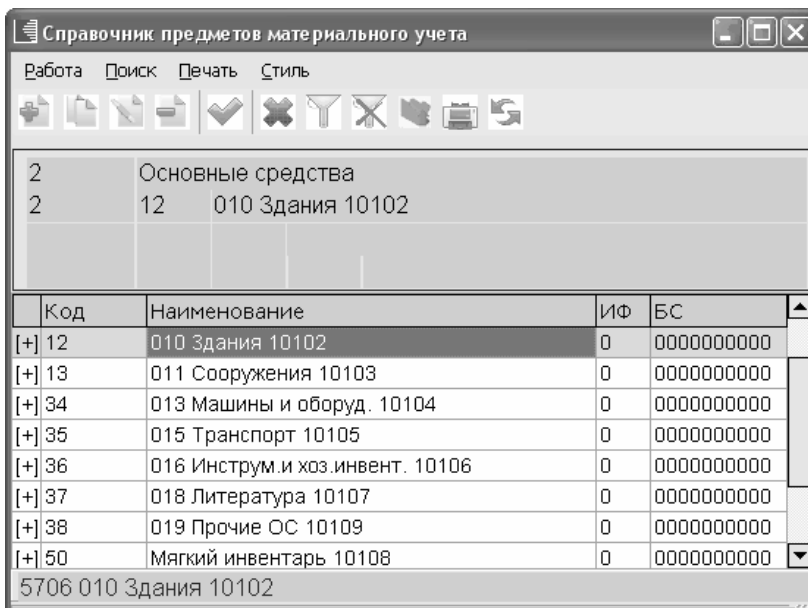 Справочник предметов материального учета
Работа Поиск Печать Стиль
2 Основные средства
2 12 010 Здания 10102
Код Наименование ИФ БС
[+] 12 010 Здания 10102 0 0000000000
[+] 13 011 Сооружения 10103 0 0000000000
[+] 34 013 Машины и оборуд. 10104 0 0000000000
[+] 35 015 Транспорт 10105 0 0000000000
[+] 36 016 Инструм.и хоз.инвент. 10106 0 0000000000
[+] 37 018 Литература 10107 0 0000000000
[+] 38 019 Прочие ОС 10109 0 0000000000
[+] 50 Мягкий инвентарь 10108 0 0000000000
5706 010 Здания 10102